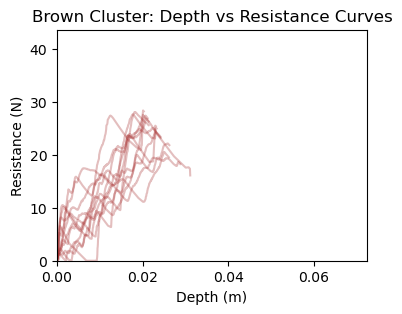 Brown Cluster: Depth vs Resistance Curves
Resistance (N)
40
30
20
10
0
0.00 0.02 0.04 0.06
Depth (m)